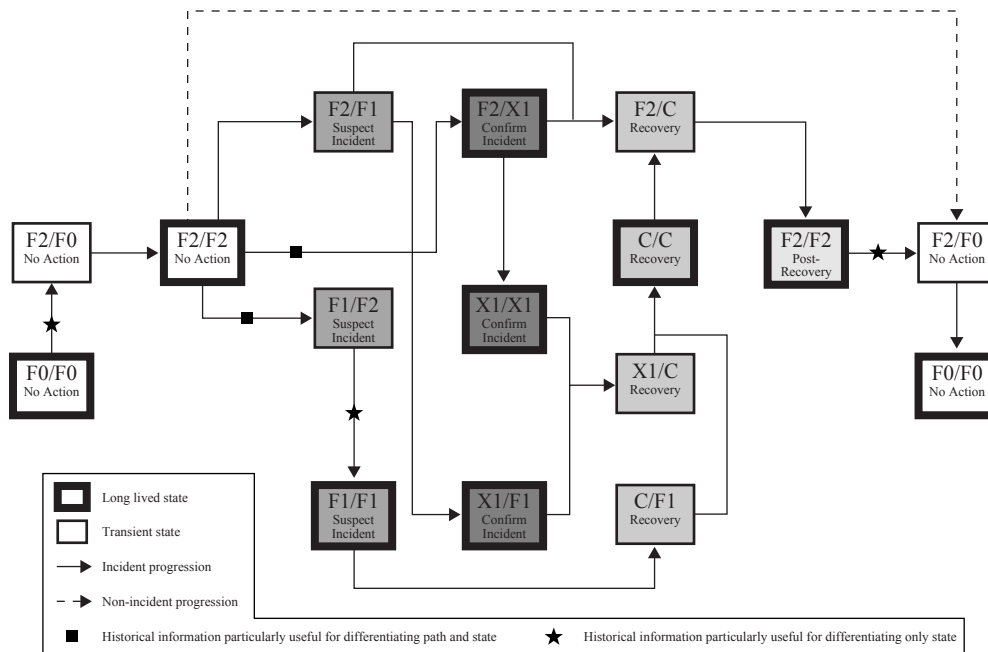 F2/F1
Suspect
Incident
F2/X1
Confirm
Incident
F2/C
Recovery
F2/F0
No Action
F2/F2
No Action
C/C
Recovery
F2/F2
Post-
Recovery
F2/F0
No Action
F1/F2
Suspect
Incident
X1/X1
Confirm
Incident
F0/F0
No Action
X1/C
Recovery
F0/F0
No Action
F1/F1
Suspect
Incident
X1/F1
Confirm
Incident
C/F1
Recovery
Long lived state
Transient state
Incident progression
Non-incident progression
Historical information particularly useful for differentiating path and state
Historical information particularly useful for differentiating only state